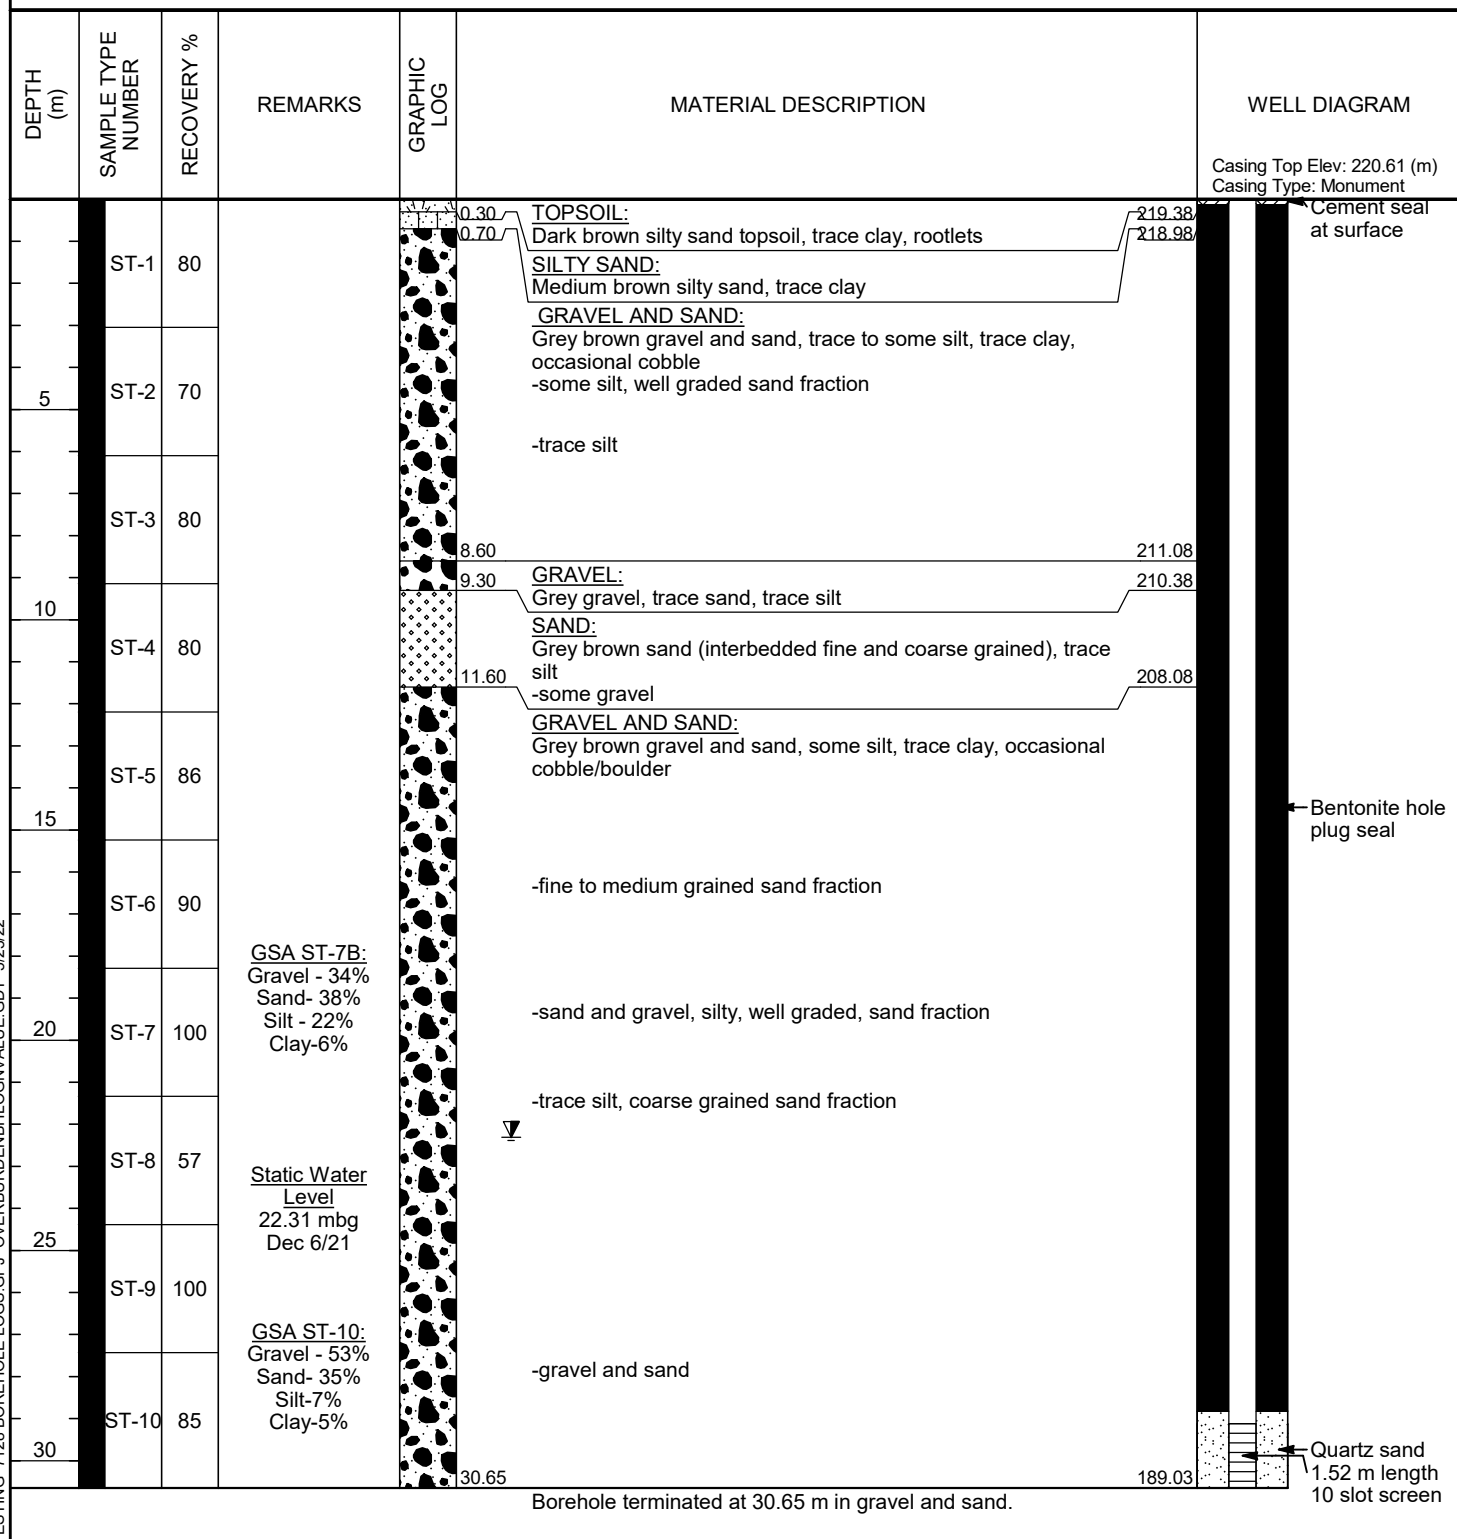 DEPTH
(m)
SAMPLE TYPE
NUMBER
RECOVERY %
REMARKS
GRAPHIC
LOG
MATERIAL DESCRIPTION
WELL DIAGRAM
Casing Top Elev: 220.61 (m)
Casing Type: Monument
0.30
TOPSOIL:
219.38
Cement seal
at surface
0.70
Dark brown silty sand topsoil, trace clay, rootlets
218.98
ST-1
80
SILTY SAND:
Medium brown silty sand, trace clay
GRAVEL AND SAND:
Grey brown gravel and sand, trace to some silt, trace clay,
occasional cobble
-some silt, well graded sand fraction
5
ST-2
70
-trace silt
ST-3
80
8.60
211.08
9.30
GRAVEL:
210.38
Grey gravel, trace sand, trace silt
10
SAND:
Grey brown sand (interbedded fine and coarse grained), trace
silt
ST-4
80
11.60
208.08
-some gravel
GRAVEL AND SAND:
Grey brown gravel and sand, some silt, trace clay, occasional
cobble/boulder
ST-5
86
15
Bentonite hole
plug seal
-fine to medium grained sand fraction
ST-6
90
GSA ST-7B:
Gravel - 34%
Sand- 38%
Silt - 22%
Clay-6%
-sand and gravel, silty, well graded, sand fraction
20
ST-7
100
-trace silt, coarse grained sand fraction
ST-8
57
Static Water
Level
22.31 mbg
Dec 6/21
25
ST-9
100
GSA ST-10:
Gravel - 53%
Sand- 35%
Silt-7%
Clay-5%
-gravel and sand
ST-10
85
30
Quartz sand
1.52 m length
10 slot screen
30.65
189.03
Borehole terminated at 30.65 m in gravel and sand.